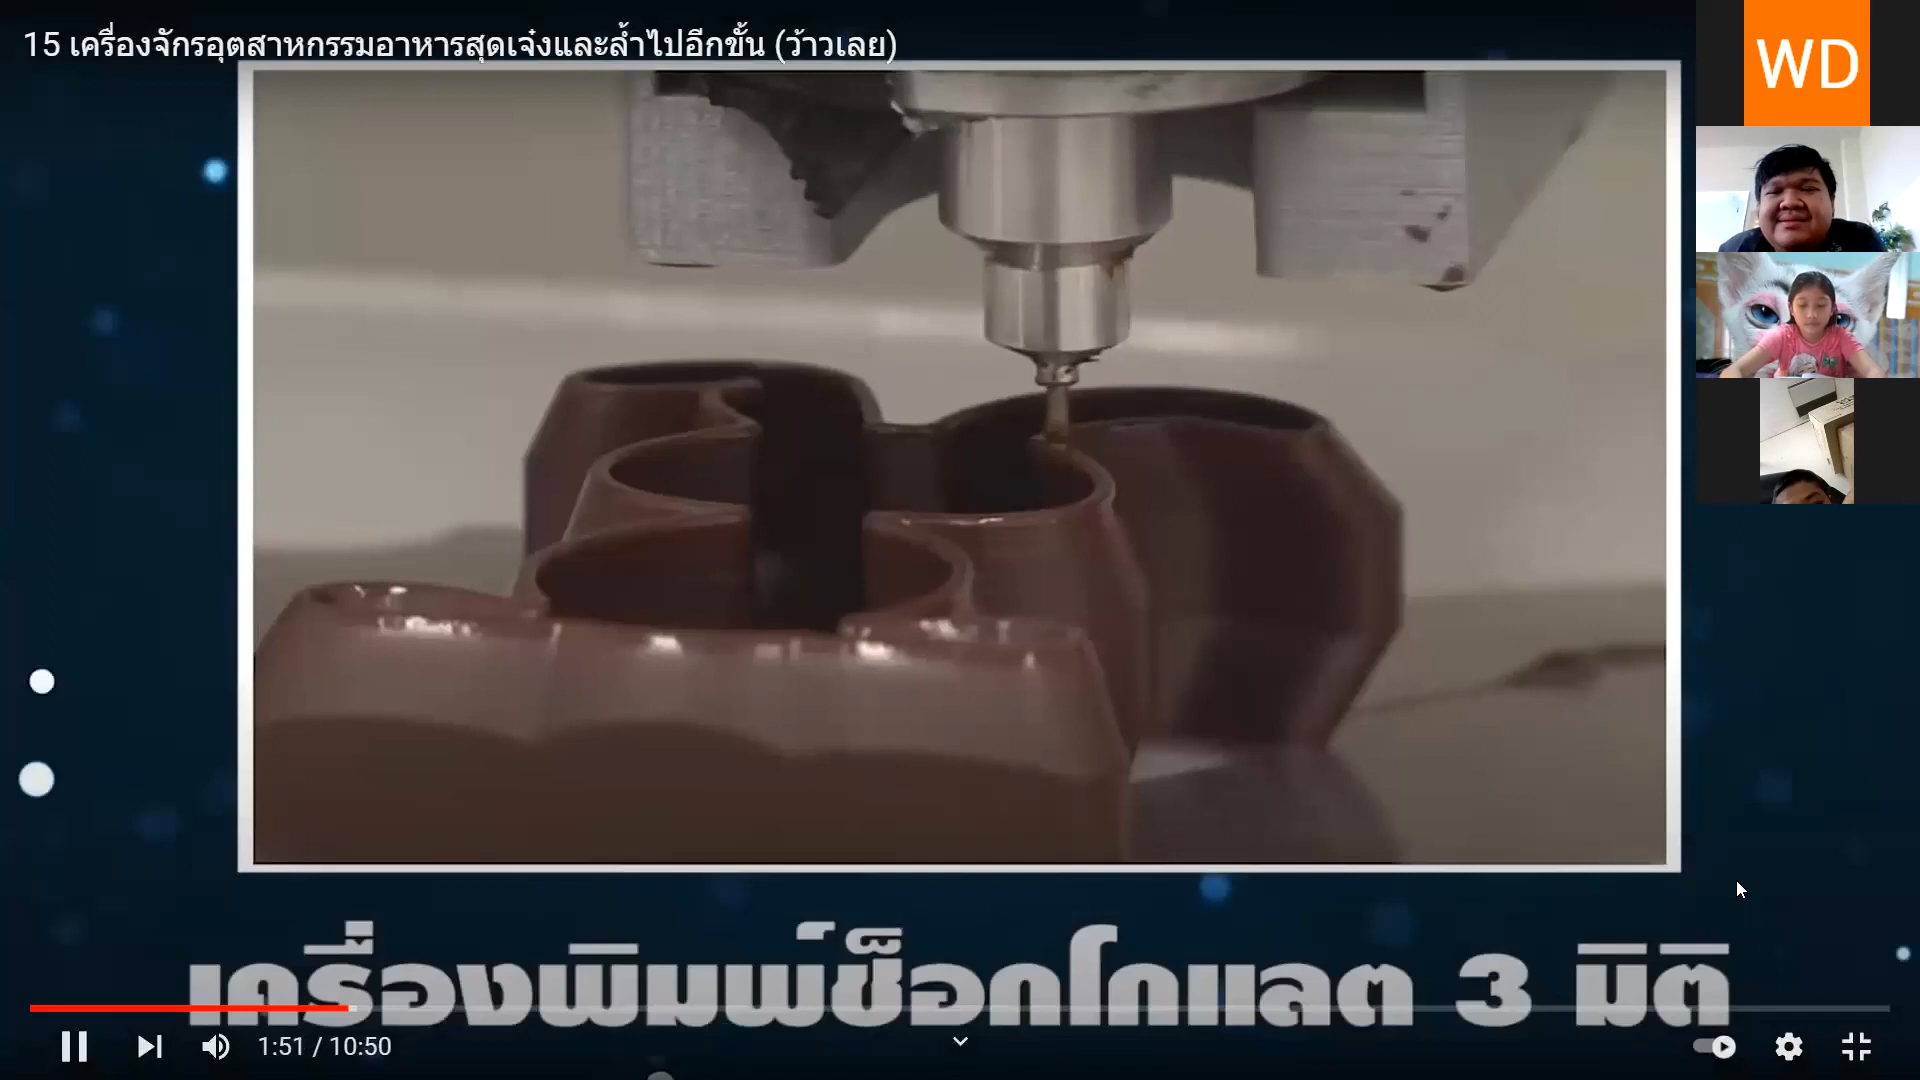 15 เครื่องจักรอุตสาหกรรมอาหารสุดเจ๋งและล้ำไปอีกขั้น (ว้าวเลย)
WD
เครื่องพิมพ์ช็อกโกแลต 3 มิติ
1:51 / 10:50